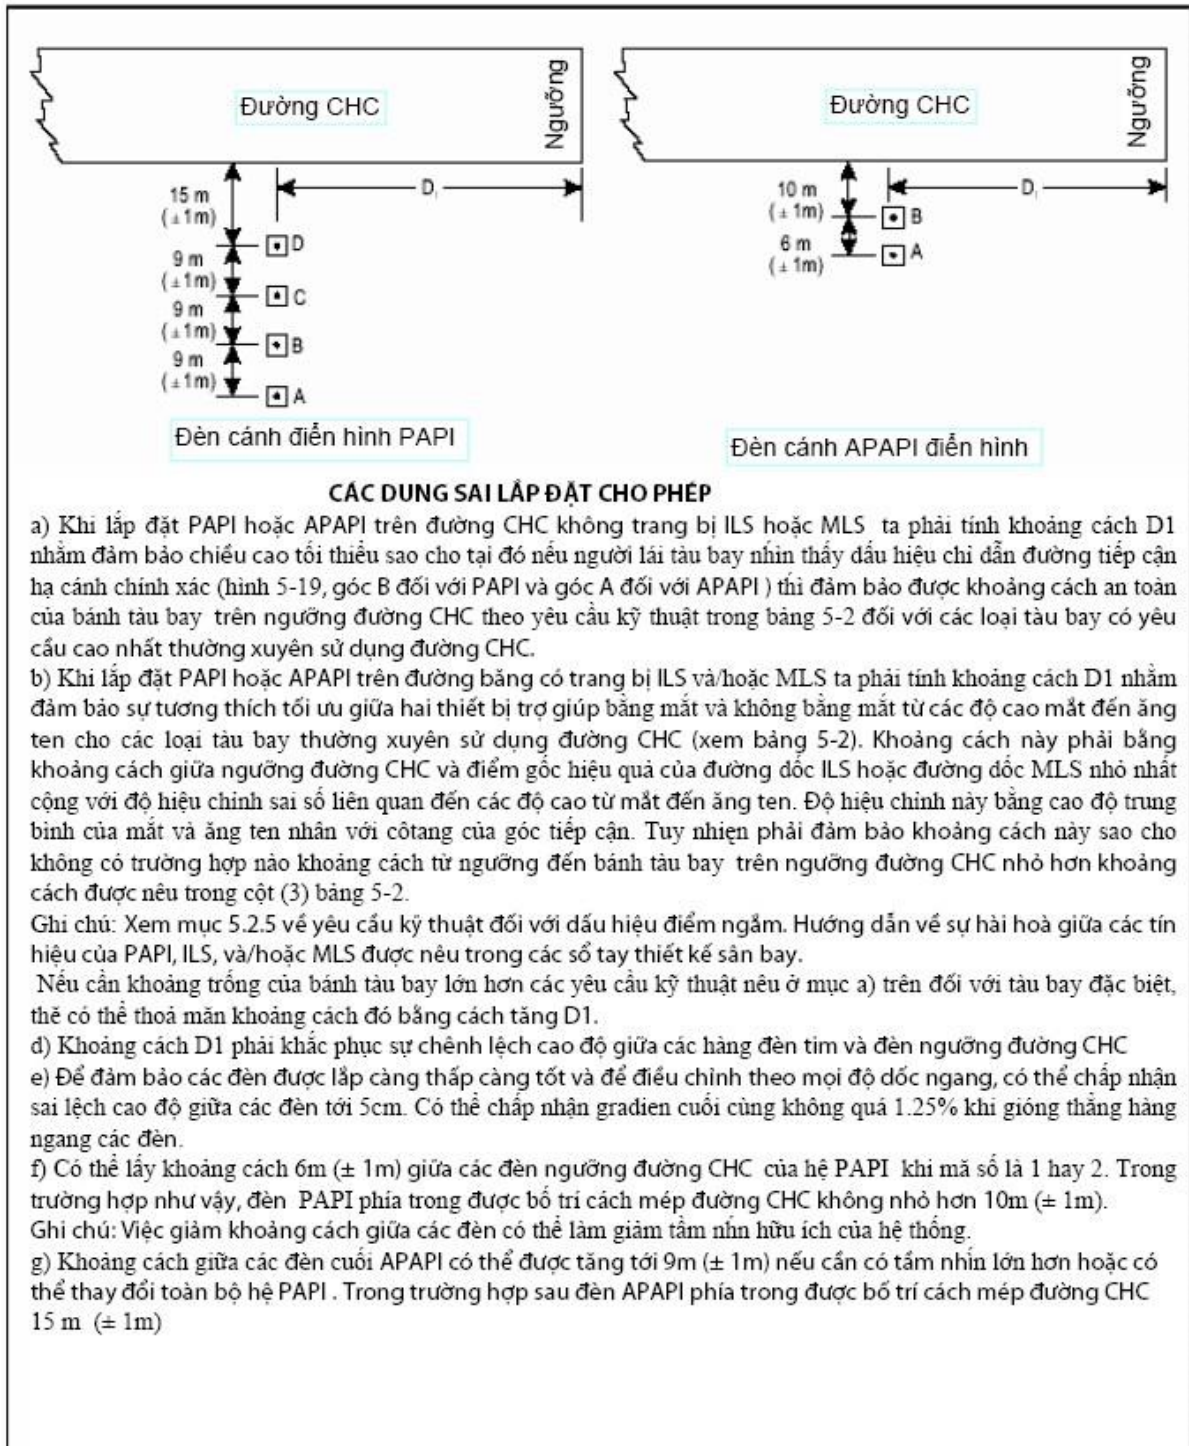 Đường CHC
Ngưỡng
15 m
(±1m)
D₁
D
9 m
(±1m)
C
9 m
(±1m)
B
9 m
(±1m)
A
Đèn cánh điển hình PAPI
Đường CHC
Ngưỡng
10 m
(±1m)
D₁
B
6 m
(±1m)
A
Đèn cánh APAPI điển hình
CÁC DUNG SAI LẮP ĐẶT CHO PHÉP
a) Khi lắp đặt PAPI hoặc APAPI trên đường CHC không trang bị ILS hoặc MLS ta phải tính khoảng cách D1
nhằm đảm bảo chiều cao tối thiểu sao cho tại đó nếu người lái tàu bay nhìn thấy dấu hiệu chỉ dẫn đường tiếp cận
hạ cánh chính xác (hình 5-19, góc B đối với PAPI và góc A đối với APAPI ) thì đảm bảo được khoảng cách an toàn
của bánh tàu bay trên ngưỡng đường CHC theo yêu cầu kỹ thuật trong bảng 5-2 đối với các loại tàu bay có yêu
cầu cao nhất thường xuyên sử dụng đường CHC.
b) Khi lắp đặt PAPI hoặc APAPI trên đường băng có trang bị ILS và/hoặc MLS ta phải tính khoảng cách D1 nhằm
đảm bảo sự tương thích tối ưu giữa hai thiết bị trợ giúp bằng mắt và không bằng mắt từ các độ cao mắt đến ăng
ten cho các loại tàu bay thường xuyên sử dụng đường CHC (xem bảng 5-2). Khoảng cách này phải bằng
khoảng cách giữa ngưỡng đường CHC và điểm gốc hiệu quả của đường dốc ILS hoặc đường dốc MLS nhỏ nhất
cộng với độ hiệu chỉnh sai số liên quan đến các độ cao từ mắt đến ăng ten. Độ hiệu chỉnh này bằng cao độ trung
bình của mắt và ăng ten nhân với côtang của góc tiếp cận. Tuy nhiẹn phải đảm bảo khoảng cách này sao cho
không có trường hợp nào khoảng cách từ ngưỡng đến bánh tàu bay trên ngưỡng đường CHC nhỏ hơn khoảng
cách được nêu trong cột (3) bảng 5-2.
Ghi chú: Xem mục 5.2.5 về yêu cầu kỹ thuật đối với dấu hiệu điểm ngắm. Hướng dẫn về sự hài hoà giữa các tín
hiệu của PAPI, ILS, và/hoặc MLS được nêu trong các sổ tay thiết kế sân bay.
Nếu cần khoảng trống của bánh tàu bay lớn hơn các yêu cầu kỹ thuật nêu ở mục a) trên đối với tàu bay đặc biệt,
thẽ có thể thoả mãn khoảng cách đó bằng cách tăng D1.
d) Khoảng cách D1 phải khắc phục sự chênh lệch cao độ giữa các hàng đèn tim và đèn ngưỡng đường CHC
e) Để đảm bảo các đèn được lắp càng thấp càng tốt và để điều chỉnh theo mọi độ dốc ngang, có thể chấp nhận
sai lệch cao độ giữa các đèn tới 5cm. Có thể chấp nhận gradien cuối cùng không quá 1.25% khi gióng thẳng hàng
ngang các đèn.
f) Có thể lấy khoảng cách 6m (± 1m) giữa các đèn ngưỡng đường CHC của hệ PAPI khi mã số là 1 hay 2. Trong
trường hợp như vậy, đèn PAPI phía trong được bố trí cách mép đường CHC không nhỏ hơn 10m (± 1m).
Ghi chú: Việc giảm khoảng cách giữa các đèn có thể làm giảm tầm nhn hữu ích của hệ thống.
g) Khoảng cách giữa các đèn cuối APAPI có thể được tăng tới 9m (± 1m) nếu cần có tầm nhìn lớn hơn hoặc có
thể thay đổi toàn bộ hệ PAPI . Trong trường hợp sau đèn APAPI phía trong được bố trí cách mép đường CHC
15 m (± 1m)